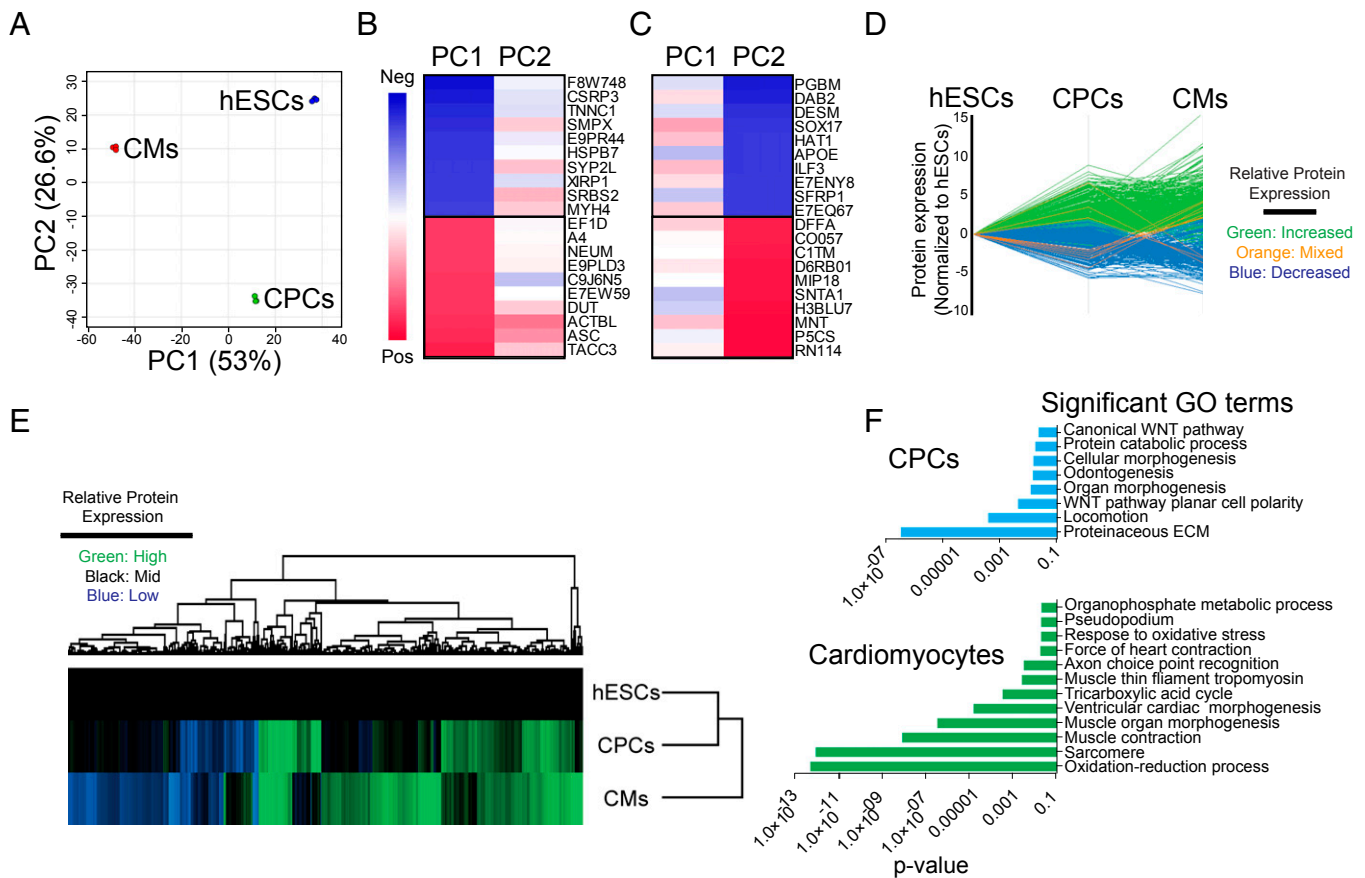 A
PC2 (26.6%)
30
20
10
0
-10
-20
-30
-40
hESCs
CMs
CPCs
-60
-40
-20
0
20
40
PC1 (53%)
B
PC1 PC2
Neg
Pos
F8W748
CSRP3
TNNC1
SMPX
E9PR44
HSPB7
SYP2L
XIRP1
SRBS2
MYH4
EF1D
A4
NEUM
E9PLD3
C9J6N5
E7EW59
DUT
ACTBL
ASC
TACC3
C
PC1 PC2
PGBM
DAB2
DESM
SOX17
HAT1
APOE
ILF3
E7ENY8
SFRP1
E7EQ67
DFFA
CO057
C1TM
D6RB01
MIP18
SNTA1
H3BLU7
MNT
P5CS
RN114
D
hESCs CPCs CMs
Protein expression
(Normalized to hESCs)
15
10
5
0
-5
-10
Relative Protein
Expression
Green: Increased
Orange: Mixed
Blue: Decreased
E
Relative Protein
Expression
Green: High
Black: Mid
Blue: Low
hESCs
CPCs
CMs
F
Significant GO terms
CPCs
Canonical WNT pathway
Protein catabolic process
Cellular morphogenesis
Odontogenesis
Organ morphogenesis
WNT pathway planar cell polarity
Locomotion
Proteinaceous ECM
1.0×10-07
0.00001
0.001
0.1
Cardiomyocytes
Organophosphate metabolic process
Pseudopodium
Respose to oxidative stress
Force of heart contraction
Axon choice point recognition
Muscle thin filament tropomyosin
Tricarboxylic acid cycle
Ventricular cardiac morphogenesis
Muscle organ morphogenesis
Muscle contraction
Sarcomere
Oxidation-reduction process
1.0×10-13
1.0×10-11
1.0×10-09
1.0×10-07
0.00001
0.001
0.1
p-value